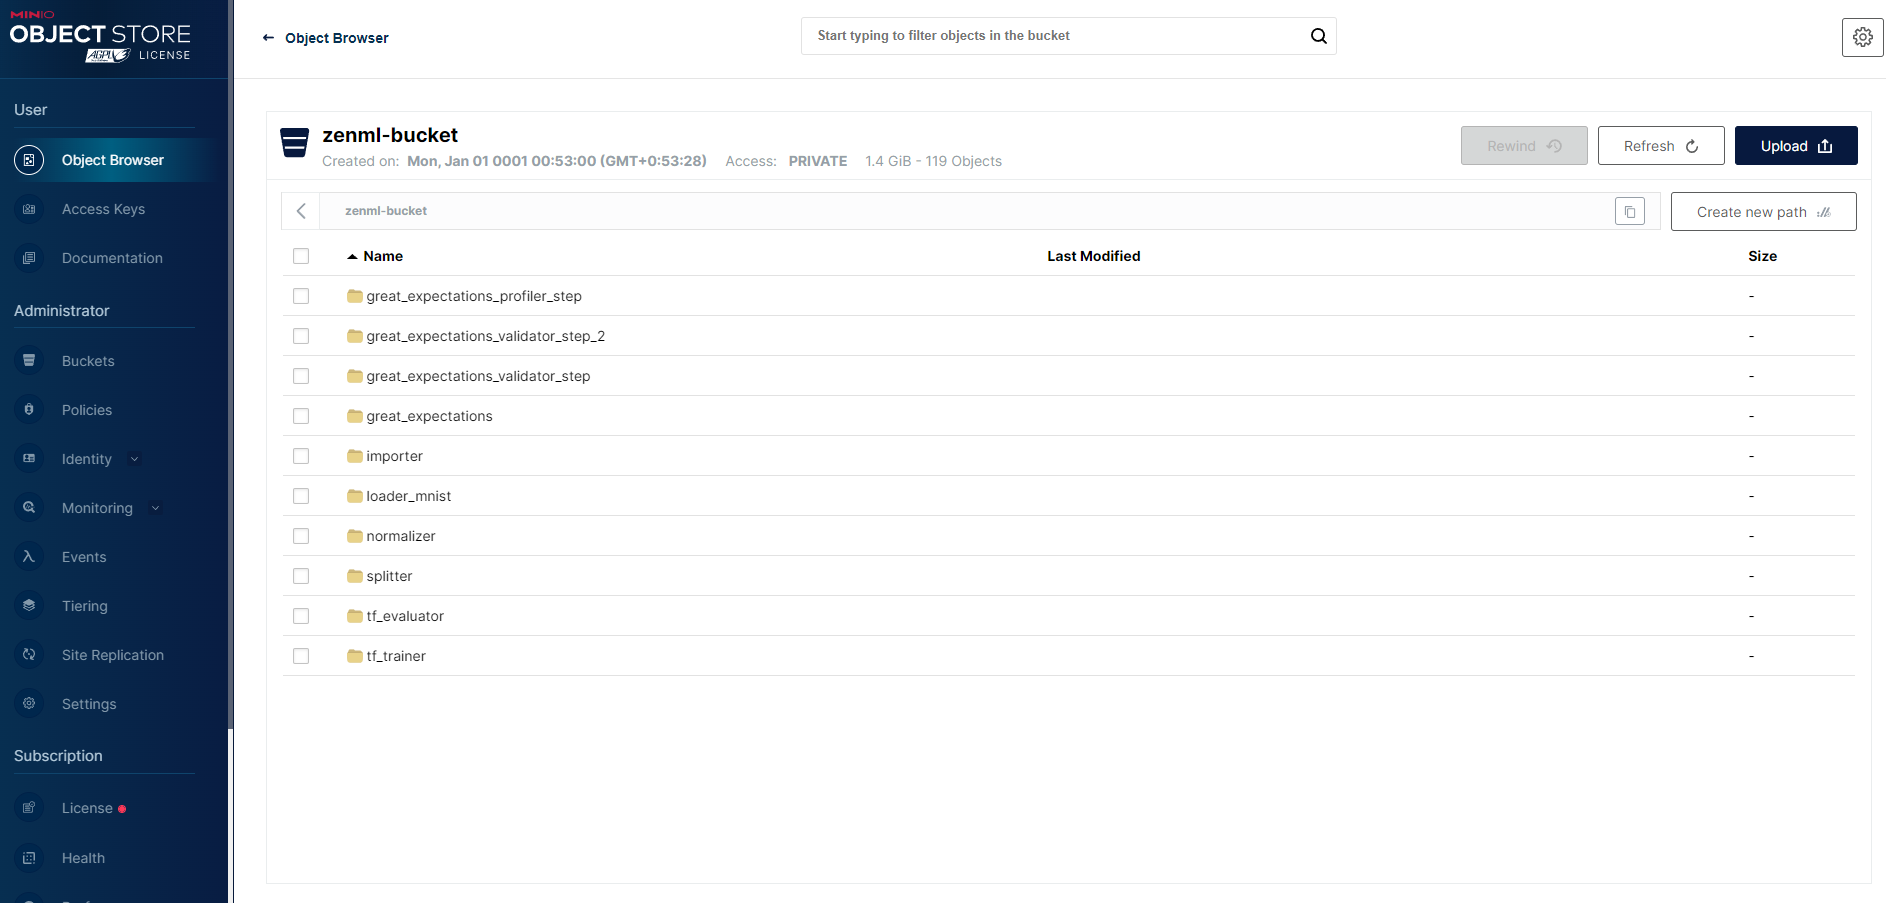 MINIO
OBJECT STORE
AGPLv3 LICENSE
← Object Browser
Start typing to filter objects in the bucket
User
Object Browser
Access Keys
Documentation
Administrator
Buckets
Policies
Identity
Monitoring
Events
Tiering
Site Replication
Settings
Subscription
License
Health
zenml-bucket
Created on: Mon, Jan 01 0001 00:53:00 (GMT+0:53:28) Access: PRIVATE 1.4 GiB - 119 Objects
Rewind
Refresh
Upload
zenml-bucket
Create new path
Name Last Modified Size
great_expectations_profiler_step -
great_expectations_validator_step_2 -
great_expectations_validator_step -
great_expectations -
importer -
loader_mnist -
normalizer -
splitter -
tf_evaluator -
tf_trainer -